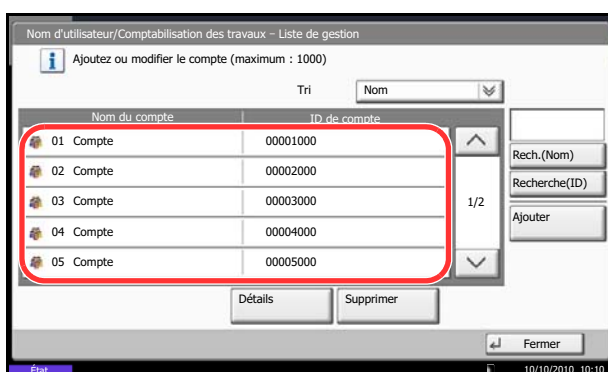 Nom d'utilisateur/Comptabilisation des travaux – Liste de gestion
Ajoutez ou modifier le compte (maximum : 1000)
Tri Nom
Nom du compte ID de compte
01 Compte 00001000
02 Compte 00002000
03 Compte 00003000
04 Compte 00004000
05 Compte 00005000
1/2
Rech.(Nom)
Recherche(ID)
Ajouter
Détails Supprimer
Fermer
État 10/10/2010 10:10